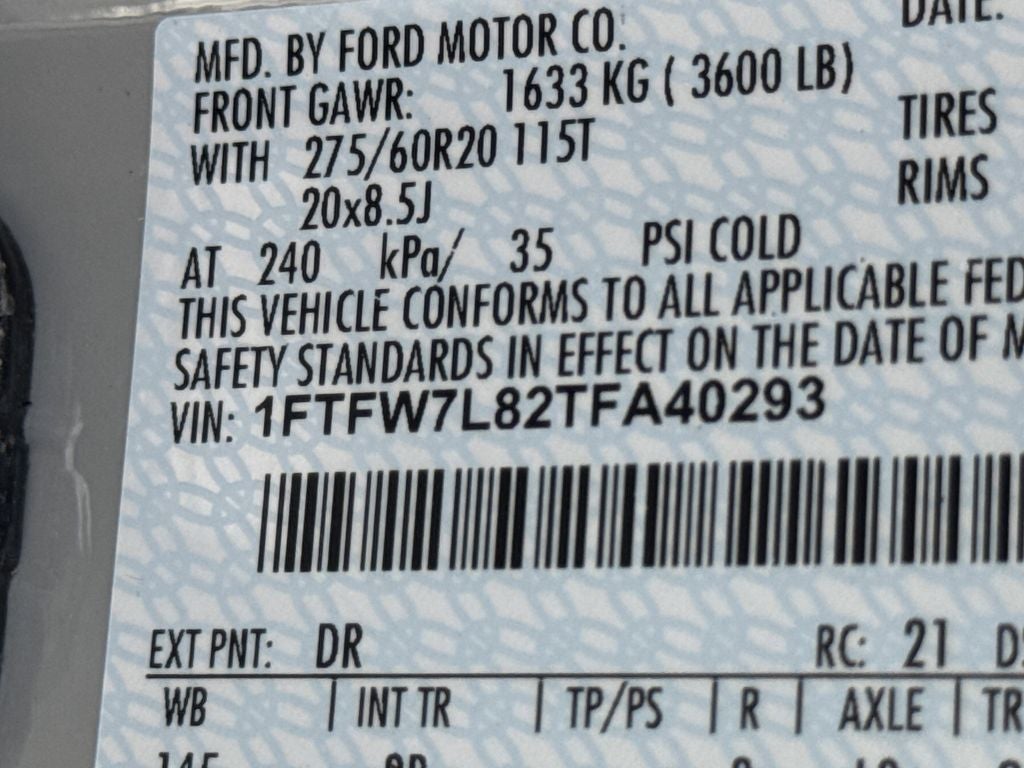 DATE:
MFD. BY FORD MOTOR CO.
FRONT GAWR: 1633 KG ( 3600 LB)
WITH 275/60R20 115T TIRES
20x8.5J RIMS
AT 240 kPa/ 35 PSI COLD
THIS VEHICLE CONFORMS TO ALL APPLICABLE FED
SAFETY STANDARDS IN EFFECT ON THE DATE OF M
VIN: 1FTFW7L82TFA40293
EXT PNT: DR RC: 21
WB | INT TR | TP/PS | R | AXLE | TR